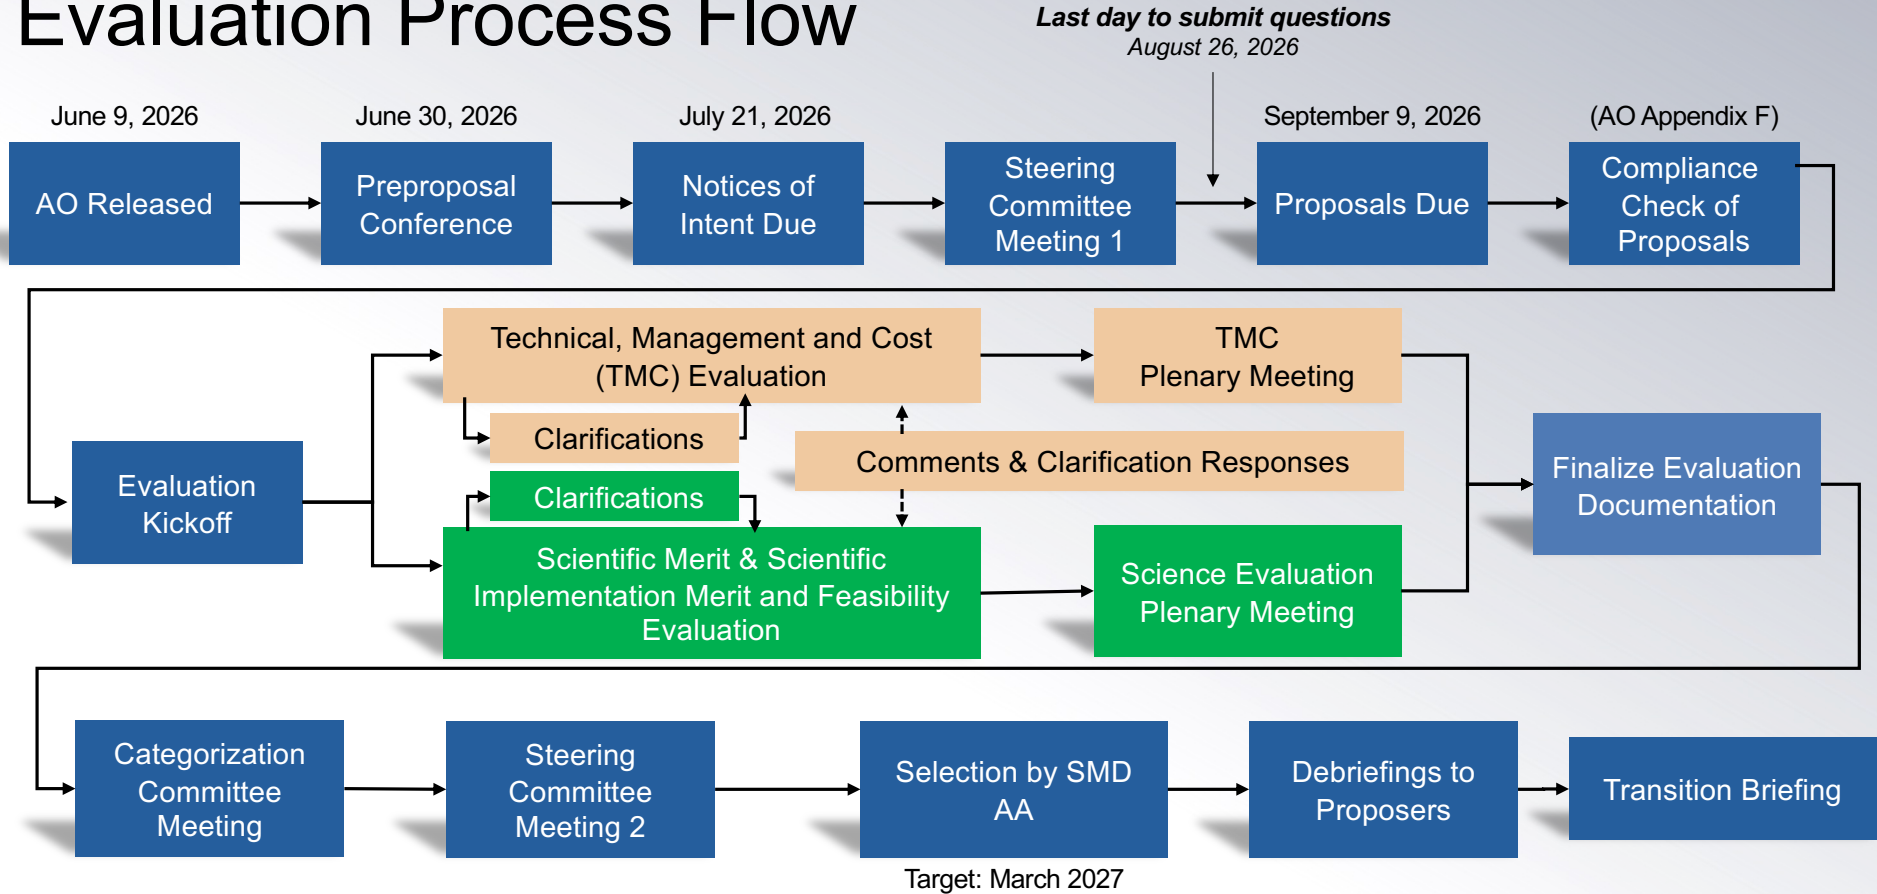 Evaluation Process Flow
Last day to submit questions
August 26, 2026
June 9, 2026
June 30, 2026
July 21, 2026
September 9, 2026
(AO Appendix F)
AO Released
Preproposal
Conference
Notices of
Intent Due
Steering
Committee
Meeting 1
Proposals Due
Compliance
Check of
Proposals
Evaluation
Kickoff
Technical, Management and Cost
(TMC) Evaluation
TMC
Plenary Meeting
Clarifications
Comments & Clarification Responses
Clarifications
Scientific Merit & Scientific
Implementation Merit and Feasibility
Evaluation
Science Evaluation
Plenary Meeting
Finalize Evaluation
Documentation
Categorization
Committee
Meeting
Steering
Committee
Meeting 2
Selection by SMD
AA
Target: March 2027
Debriefings to
Proposers
Transition Briefing